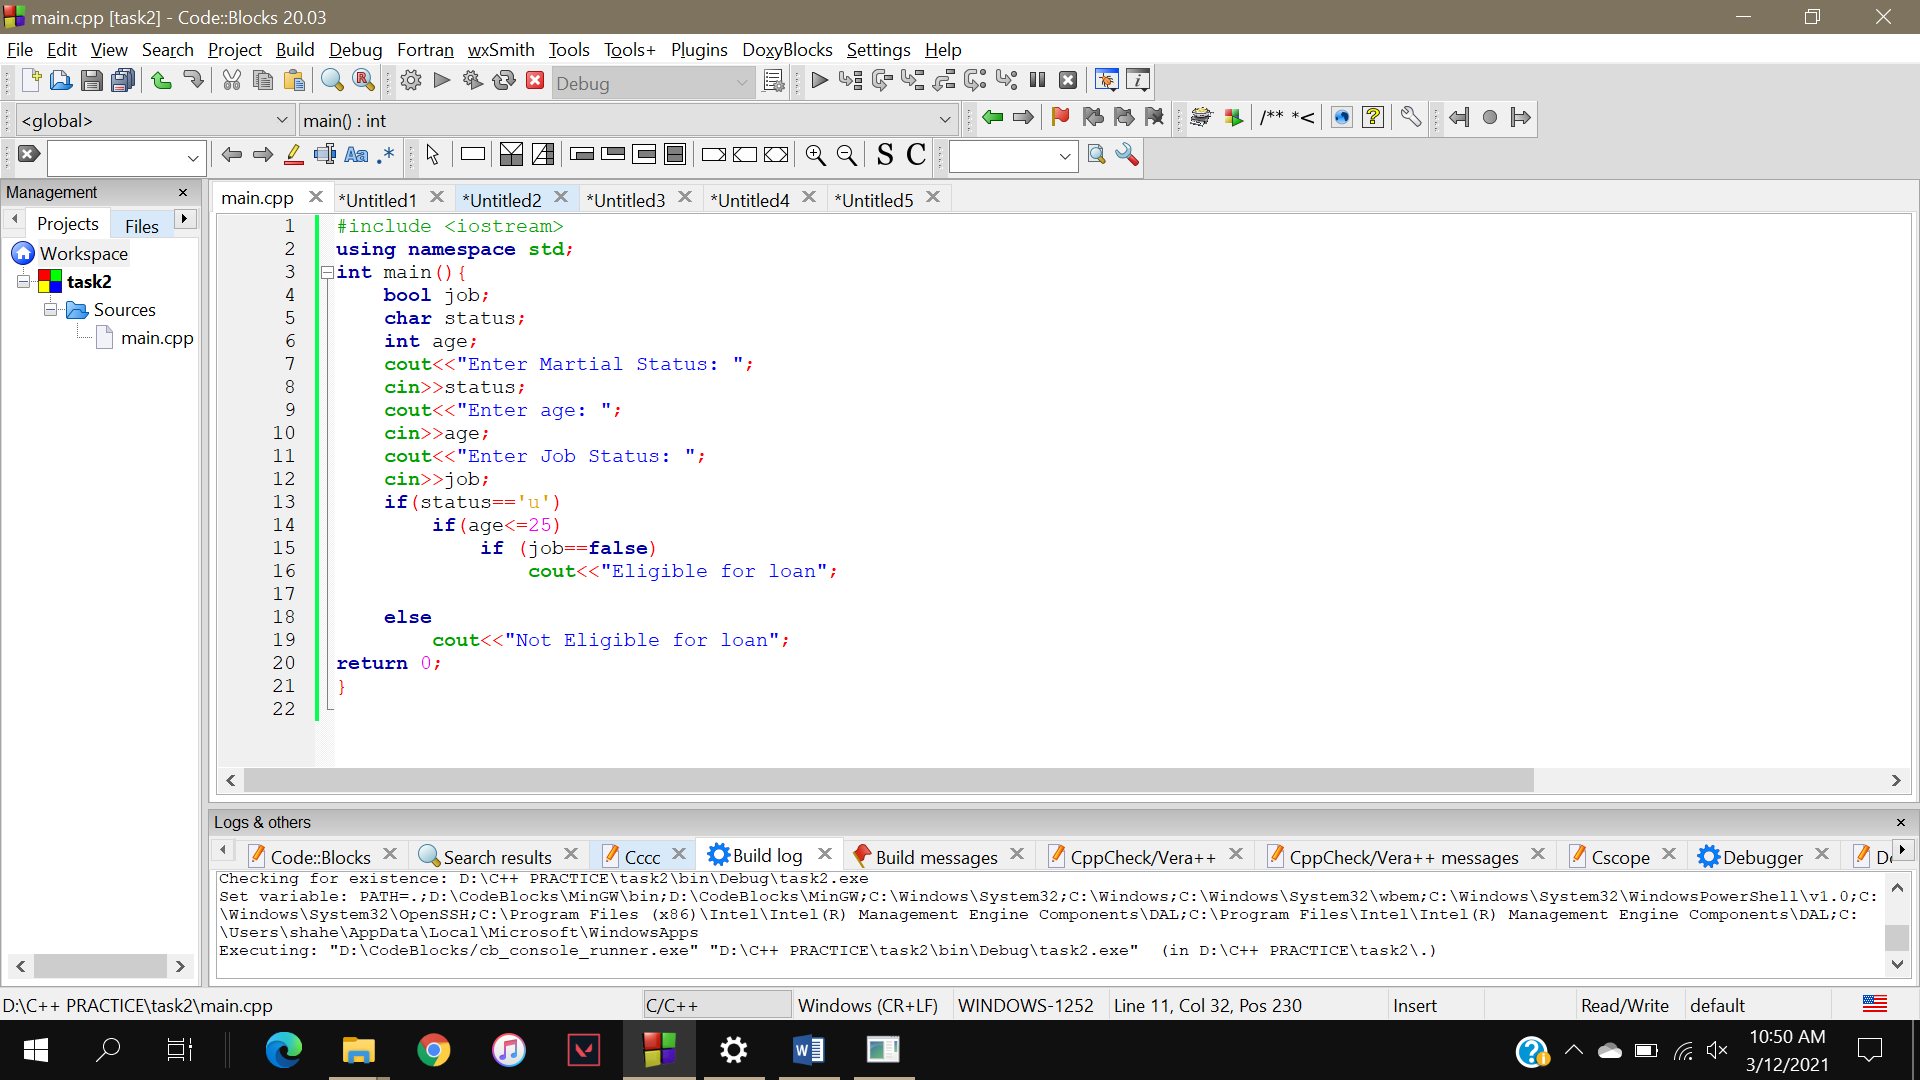 main.cpp [task2] - Code::Blocks 20.03
File Edit View Search Project Build Debug Fortran wxSmith Tools Tools+ Plugins DoxyBlocks Settings Help
Debug
<global> main() : int /** *<
Aa .* S C
Management
Projects Files
Workspace
task2
Sources
main.cpp
main.cpp *Untitled1 *Untitled2 *Untitled3 *Untitled4 *Untitled5
1 #include <iostream>
2 using namespace std;
3 int main(){
4 bool job;
5 char status;
6 int age;
7 cout<<"Enter Martial Status: ";
8 cin>>status;
9 cout<<"Enter age: ";
10 cin>>age;
11 cout<<"Enter Job Status: ";
12 cin>>job;
13 if(status=='u')
14 if(age<=25)
15 if (job==false)
16 cout<<"Eligible for loan";
17
18 else
19 cout<<"Not Eligible for loan";
20 return 0;
21 }
22
Logs & others
Code::Blocks Search results Cccc Build log Build messages CppCheck/Vera++ CppCheck/Vera++ messages Cscope Debugger
Checking for existence: D:\C++ PRACTICE\task2\bin\Debug\task2.exe
Set variable: PATH=.;D:\CodeBlocks\MinGW\bin;D:\CodeBlocks\MinGW;C:\Windows\System32;C:\Windows;C:\Windows\System32\wbem;C:\Windows\System32\WindowsPowerShell\v1.0;C:
\Windows\System32\OpenSSH;C:\Program Files (x86)\Intel\Intel(R) Management Engine Components\DAL;C:\Program Files\Intel\Intel(R) Management Engine Components\DAL;C:
\Users\shahe\AppData\Local\Microsoft\WindowsApps
Executing: "D:\CodeBlocks/cb_console_runner.exe" "D:\C++ PRACTICE\task2\bin\Debug\task2.exe" (in D:\C++ PRACTICE\task2\.)
D:\C++ PRACTICE\task2\main.cpp C/C++ Windows (CR+LF) WINDOWS-1252 Line 11, Col 32, Pos 230 Insert Read/Write default
10:50 AM
3/12/2021